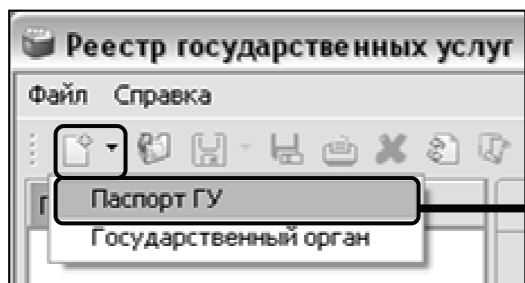 Реестр государственных услуг
Файл Справка
Паспорт ГУ
Государственный орган